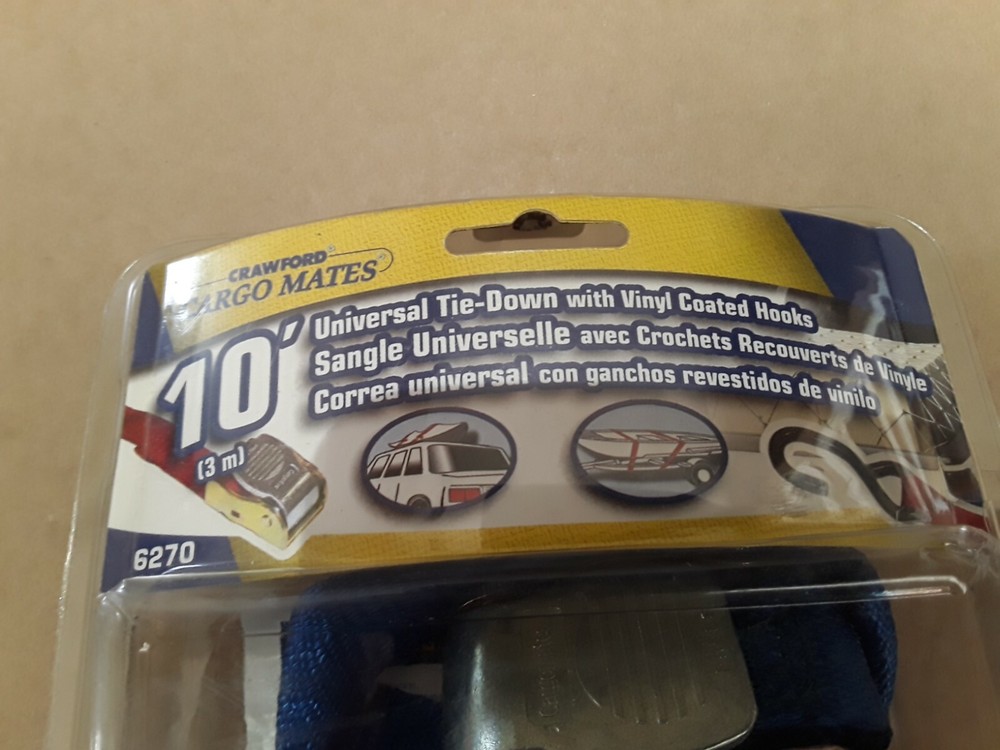 CRAWFORD®
CARGO MATES®
10'
(3 m)
Universal Tie-Down with Vinyl Coated Hooks
Sangle Universelle avec Crochets Recouverts de Vinyle
Correa universal con ganchos revestidos de vinilo
6270